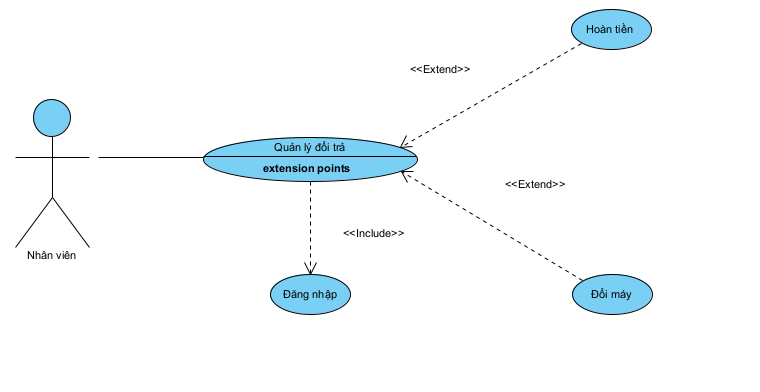 Hoàn tiền
<<Extend>>
Quản lý đổi trả
extension points
<<Extend>>
<<Include>>
Nhân viên
Đăng nhập
Đổi máy